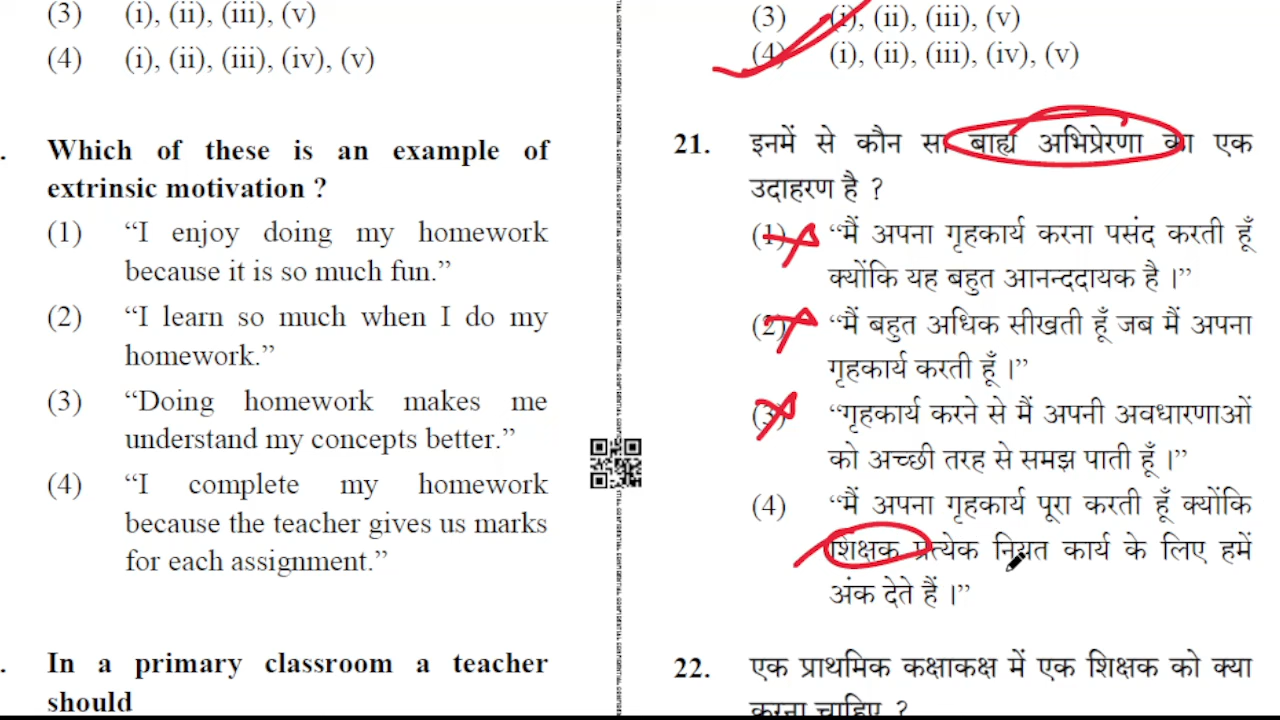 (3) (i), (ii), (iii), (v)
(4) (i), (ii), (iii), (iv), (v)
. Which of these is an example of
extrinsic motivation ?
(1) “I enjoy doing my homework
because it is so much fun.”
(2) “I learn so much when I do my
homework.”
(3) “Doing homework makes me
understand my concepts better.”
(4) “I complete my homework
because the teacher gives us marks
for each assignment.”
. In a primary classroom a teacher
should
(3) (i), (ii), (iii), (v)
(4) (i), (ii), (iii), (iv), (v)
21. इनमें से कौन सा बाह्य अभिप्रेरणा का एक
उदाहरण है ?
(1) “मैं अपना गृहकार्य करना पसंद करती हूँ
क्योंकि यह बहुत आनन्ददायक है ।”
(2) “मैं बहुत अधिक सीखती हूँ जब मैं अपना
गृहकार्य करती हूँ ।”
(3) “गृहकार्य करने से मैं अपनी अवधारणाओं
को अच्छी तरह से समझ पाती हूँ ।”
(4) “मैं अपना गृहकार्य पूरा करती हूँ क्योंकि
शिक्षक प्रत्येक नियत कार्य के लिए हमें
अंक देते हैं ।”
22. एक प्राथमिक कक्षाकक्ष में एक शिक्षक को क्या
करना चाहिए ?